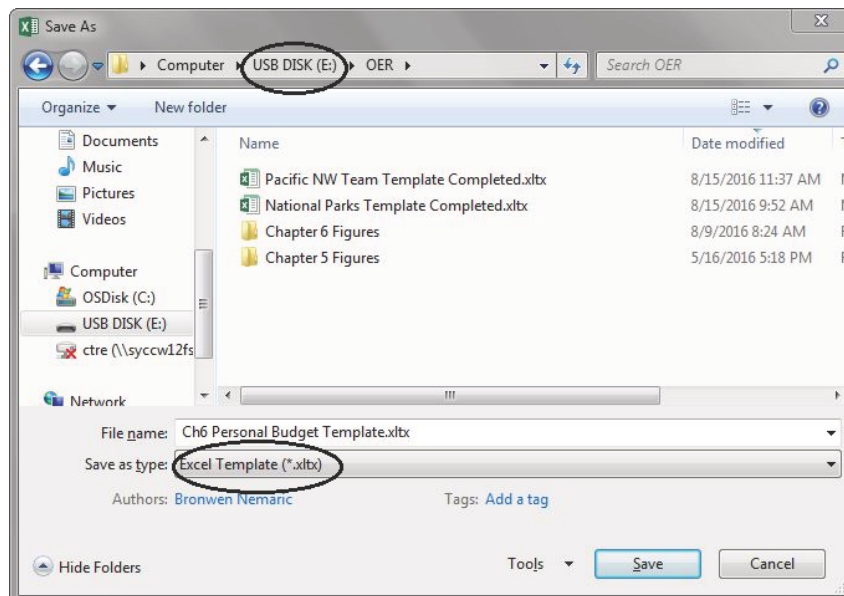 Save As
Computer USB DISK (E:) OER Search OER
Organize New folder
Documents
Music
Pictures
Videos
Computer
OSDisk (C:)
USB DISK (E:)
ctre (\\syccw12fs
Network
Name Date modified
Pacific NW Team Template Completed.xltx 8/15/2016 11:37 AM
National Parks Template Completed.xltx 8/15/2016 9:52 AM
Chapter 6 Figures 8/9/2016 8:24 AM
Chapter 5 Figures 5/16/2016 5:18 PM
File name: Ch6 Personal Budget Template.xltx
Save as type: Excel Template (*.xltx)
Authors: Bronwen Nemaric Tags: Add a tag
Hide Folders Tools Save Cancel